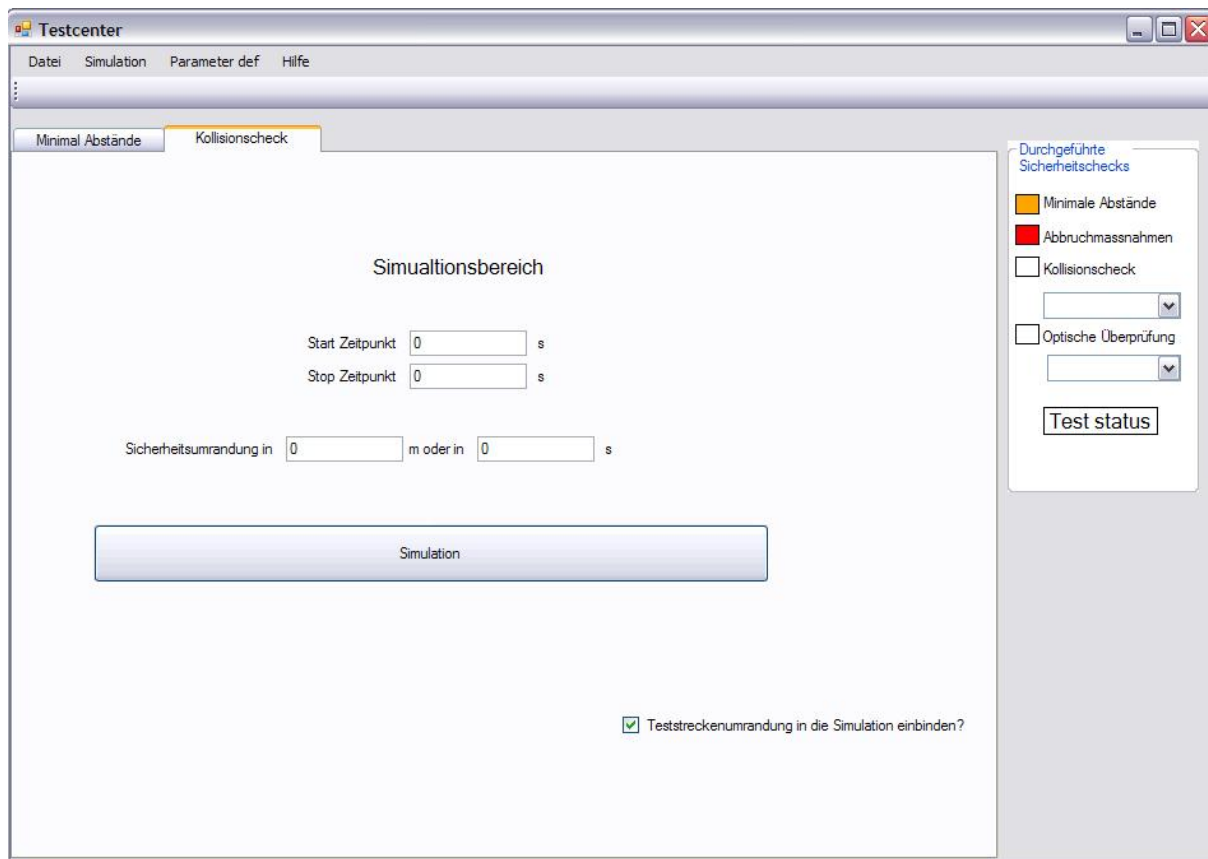 Testcenter
Datei Simulation Parameter def Hilfe
Minimal Abstände Kollisionscheck
Simualtionsbereich
Start Zeitpunkt 0 s
Stop Zeitpunkt 0 s
Sicherheitsumrandung in 0 m oder in 0 s
Simulation
Teststreckenumrandung in die Simulation einbinden?
Durchgeführte
Sicherheitschecks
Minimale Abstände
Abbruchmassnahmen
Kollisionscheck
Optische Überprüfung
Test status